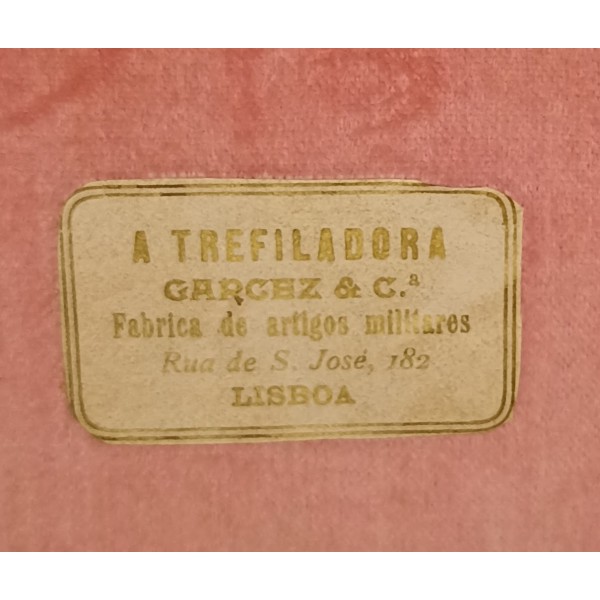 A TREFILADORA
GARCEZ & C.ª
Fabrica de artigos militares
Rua de S. José, 182
LISBOA